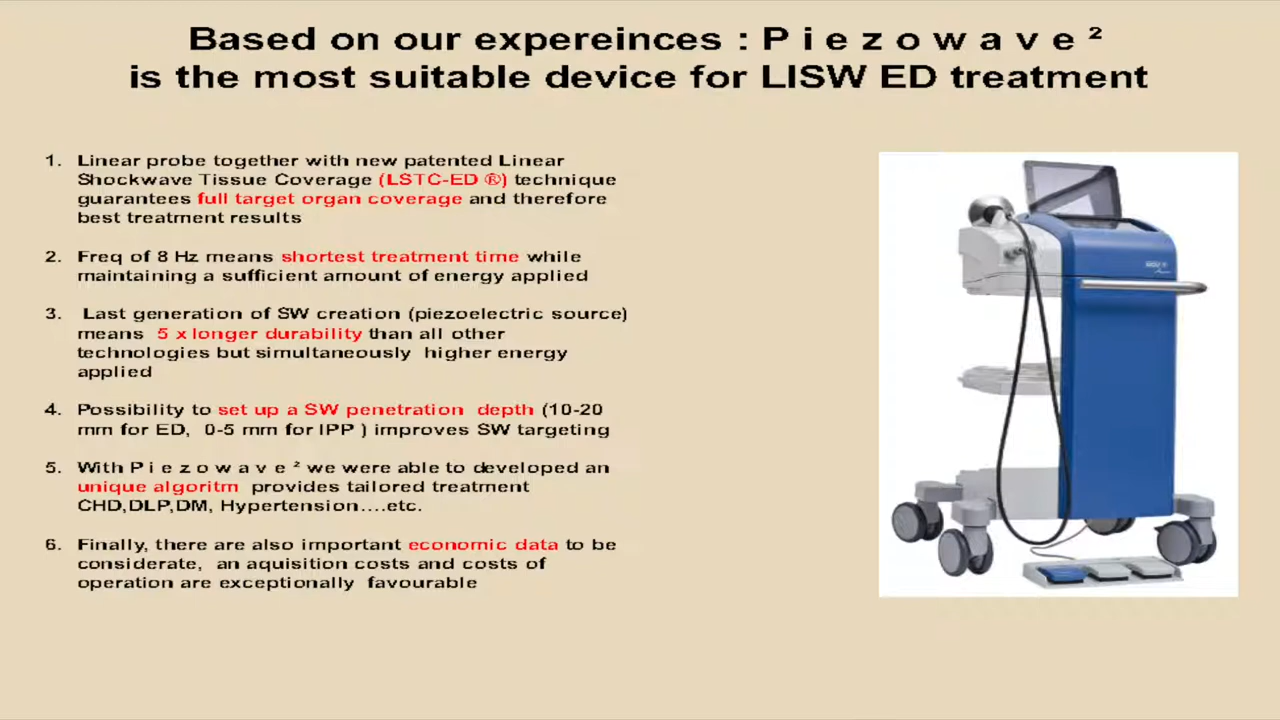 Based on our expereinces : P i e z o w a v e ²
is the most suitable device for LISW ED treatment
1. Linear probe together with new patented Linear
Shockwave Tissue Coverage (LSTC-ED ®) technique
guarantees full target organ coverage and therefore
best treatment results
2. Freq of 8 Hz means shortest treatment time while
maintaining a sufficient amount of energy applied
3. Last generation of SW creation (piezoelectric source)
means 5 x longer durability than all other
technologies but simultaneously higher energy
applied
4. Possibility to set up a SW penetration depth (10-20
mm for ED, 0-5 mm for IPP ) improves SW targeting
5. With P i e z o w a v e ² we were able to developed an
unique algoritm provides tailored treatment
CHD,DLP,DM, Hypertension....etc.
6. Finally, there are also important economic data to be
considerate, an aquisition costs and costs of
operation are exceptionally favourable